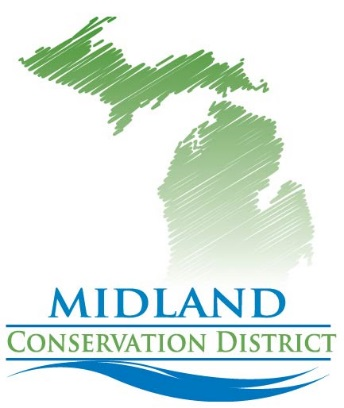 MIDLAND
CONSERVATION DISTRICT